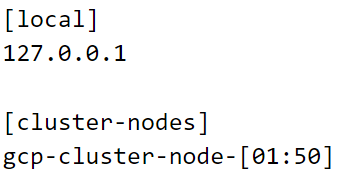 [local]
127.0.0.1
[cluster-nodes]
gcp-cluster-node-[01:50]